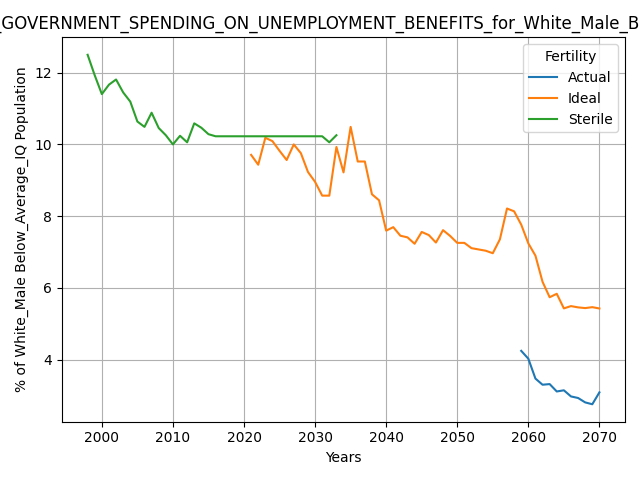 _GOVERNMENT_SPENDING_ON_UNEMPLOYMENT_BENEFITS_for_White_Male_B
Fertility
Actual
Ideal
Sterile
% of White_Male Below_Average_IQ Population
12
10
8
6
4
2000 2010 2020 2030 2040 2050 2060 2070
Years